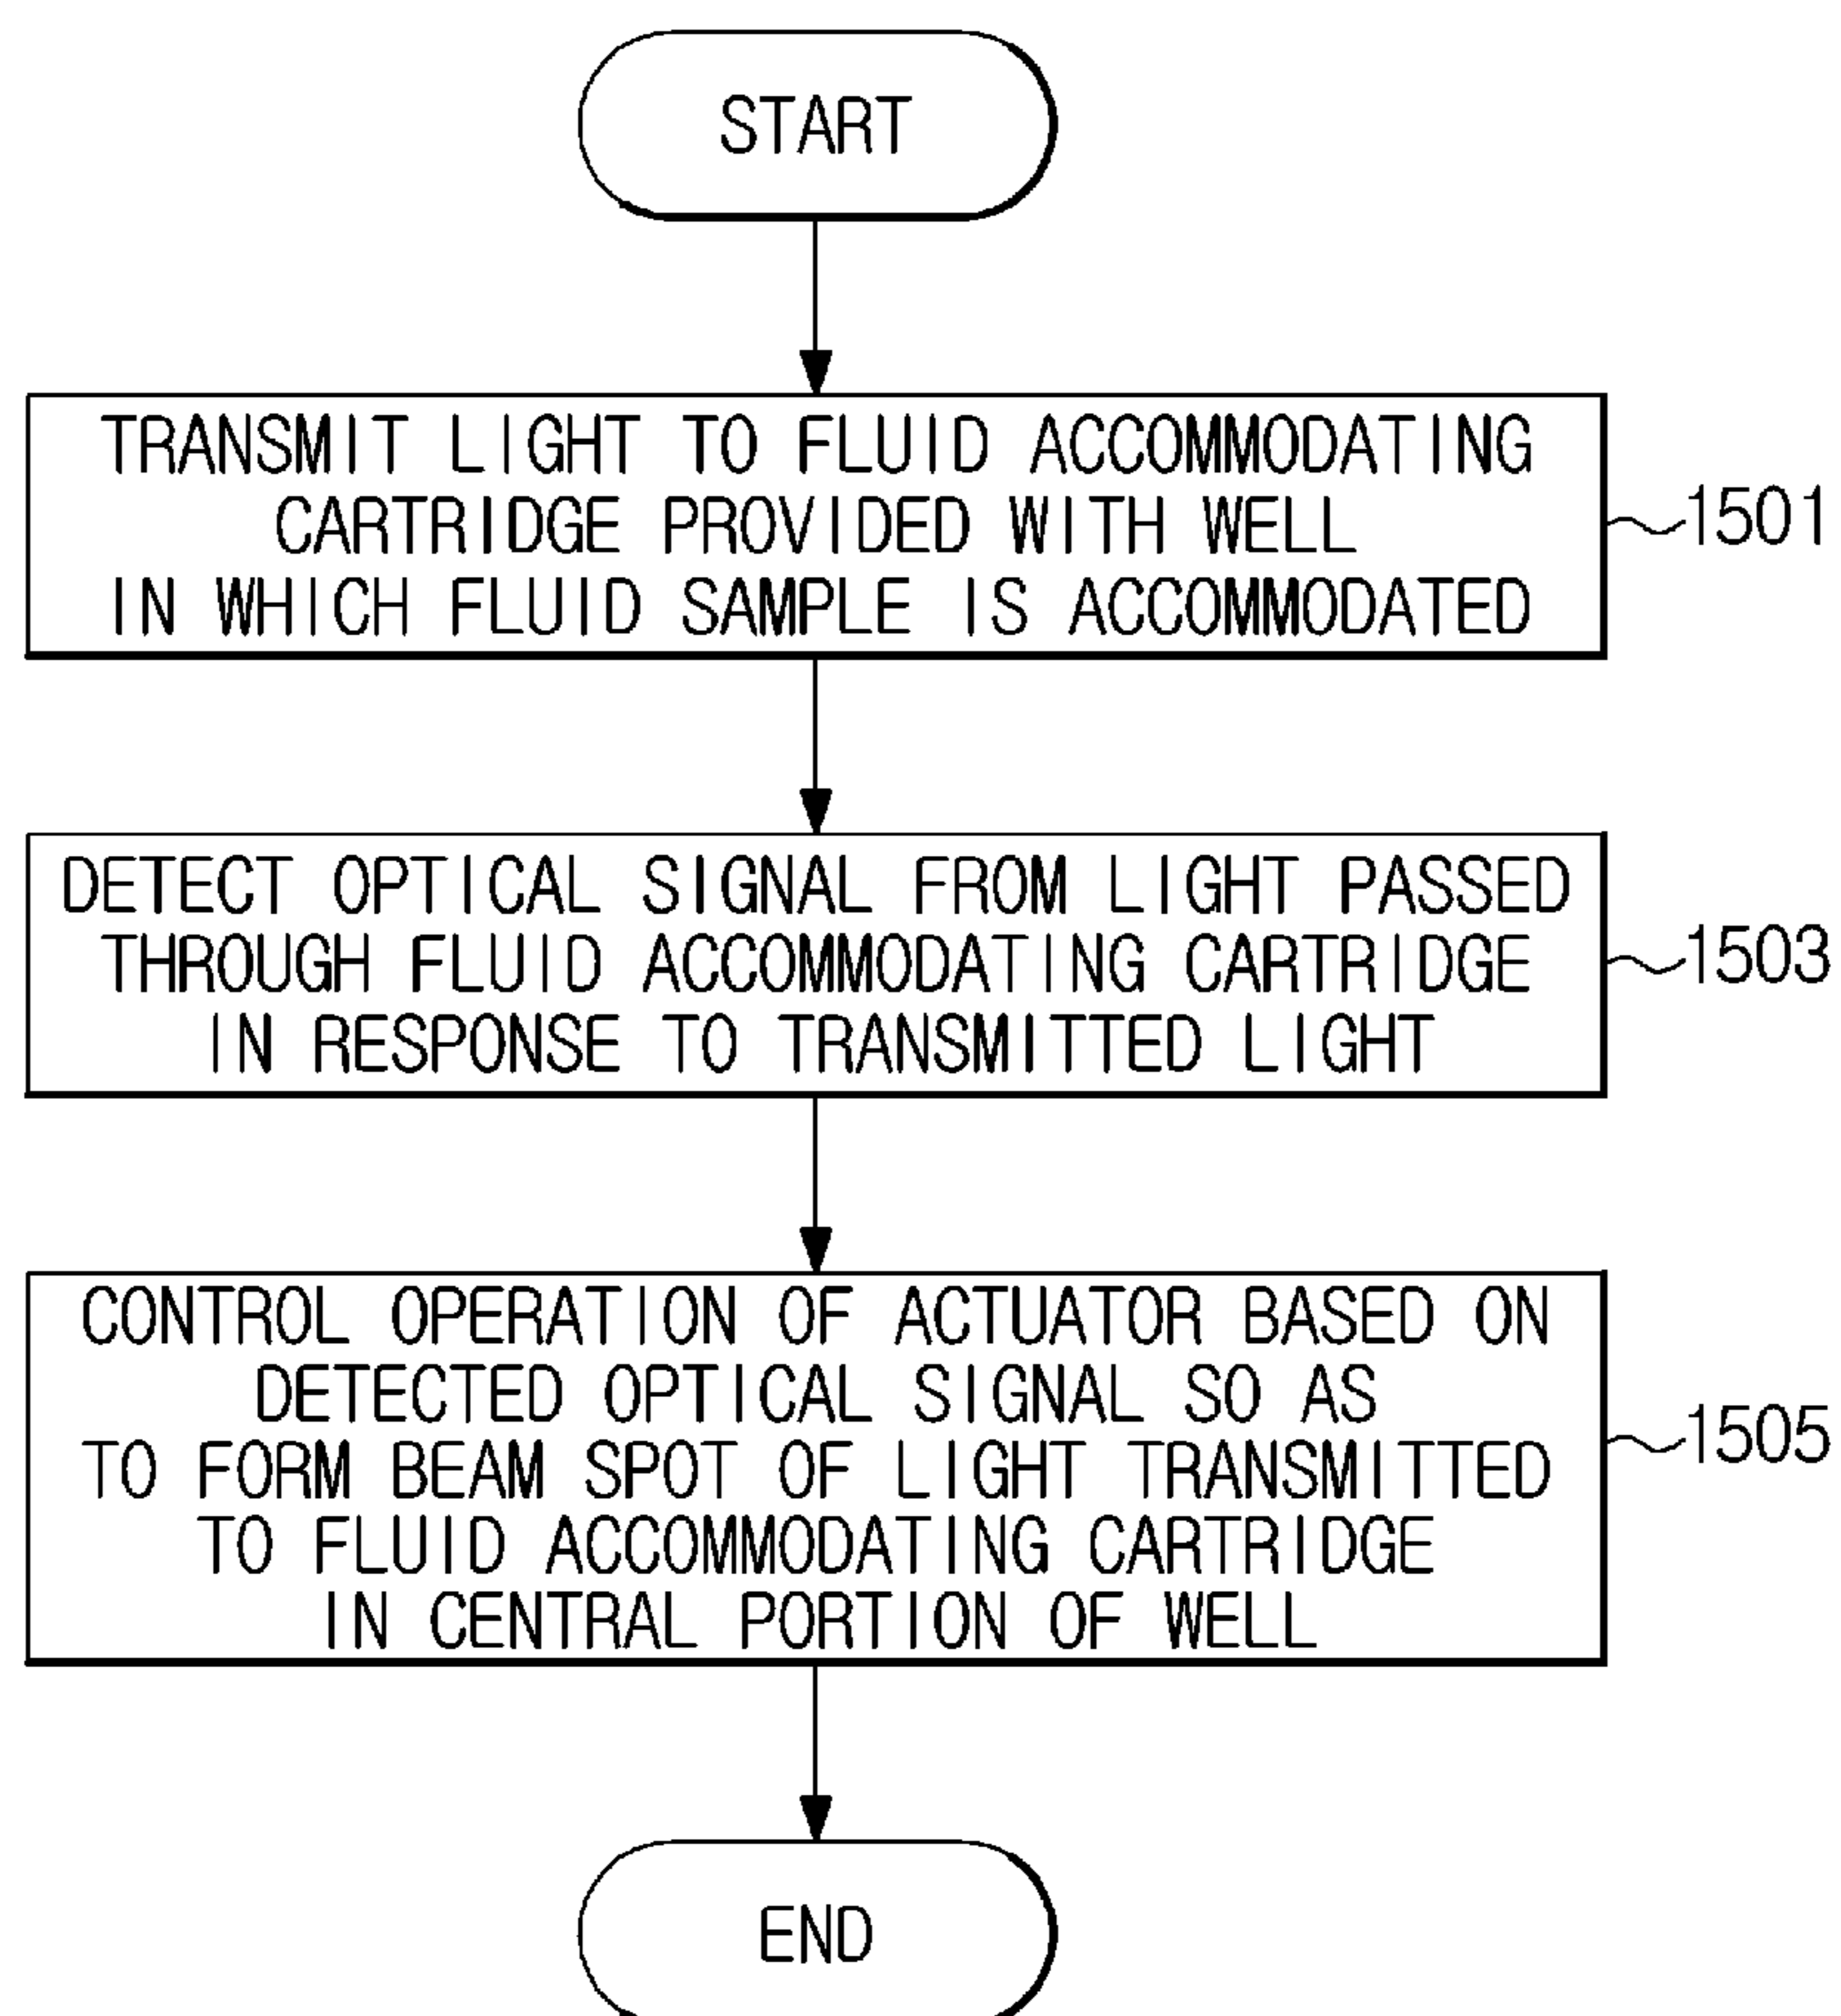 START
TRANSMIT LIGHT TO FLUID ACCOMMODATING
CARTRIDGE PROVIDED WITH WELL
IN WHICH FLUID SAMPLE IS ACCOMMODATED
1501
DETECT OPTICAL SIGNAL FROM LIGHT PASSED
THROUGH FLUID ACCOMMODATING CARTRIDGE
IN RESPONSE TO TRANSMITTED LIGHT
1503
CONTROL OPERATION OF ACTUATOR BASED ON
DETECTED OPTICAL SIGNAL SO AS
TO FORM BEAM SPOT OF LIGHT TRANSMITTED
TO FLUID ACCOMMODATING CARTRIDGE
IN CENTRAL PORTION OF WELL
1505
END